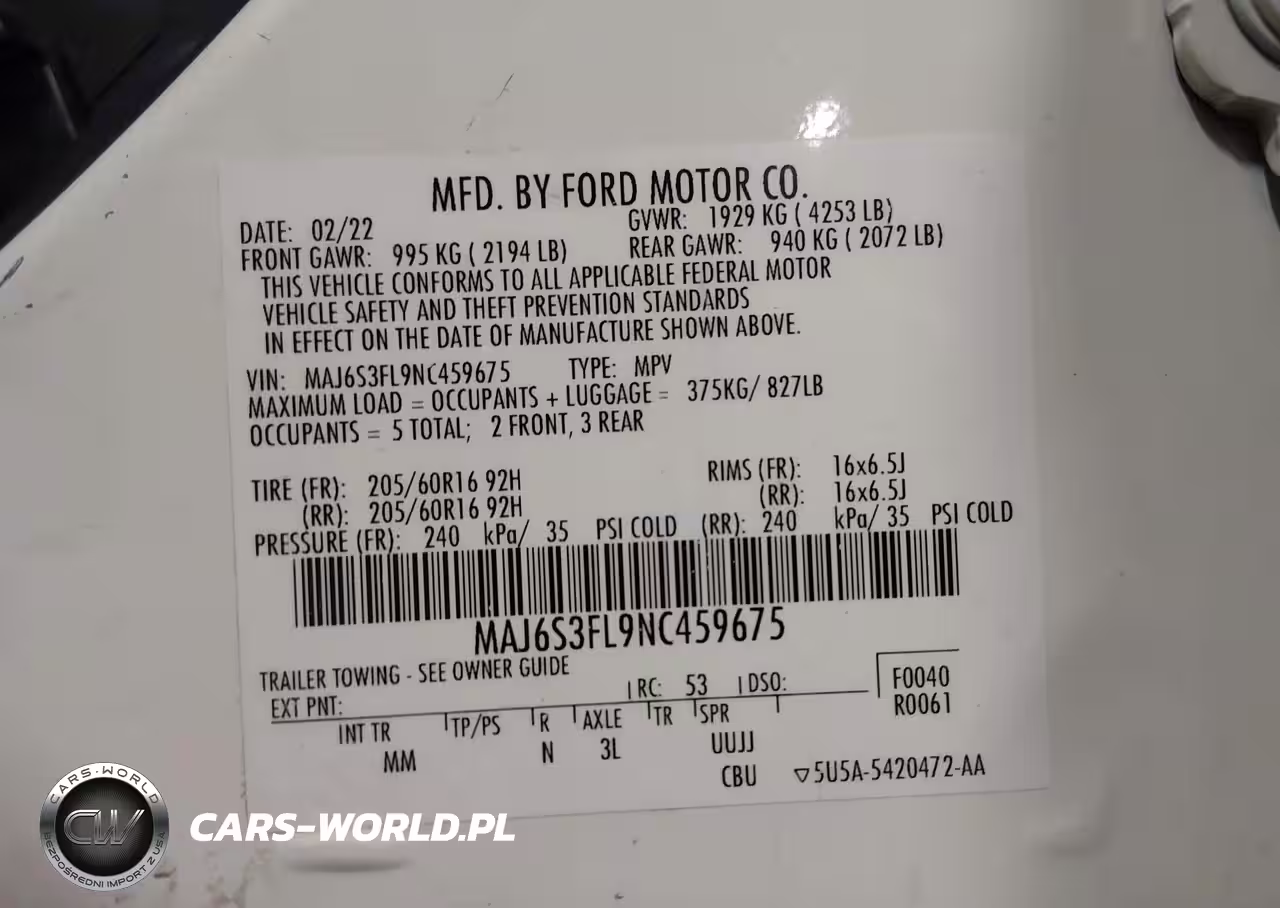 MFD. BY FORD MOTOR CO.
DATE: 02/22 GVWR: 1929 KG ( 4253 LB)
FRONT GAWR: 995 KG ( 2194 LB) REAR GAWR: 940 KG ( 2072 LB)
THIS VEHICLE CONFORMS TO ALL APPLICABLE FEDERAL MOTOR
VEHICLE SAFETY AND THEFT PREVENTION STANDARDS
IN EFFECT ON THE DATE OF MANUFACTURE SHOWN ABOVE.
VIN: MAJ6S3FL9NC459675 TYPE: MPV
MAXIMUM LOAD = OCCUPANTS + LUGGAGE = 375KG/ 827LB
OCCUPANTS = 5 TOTAL; 2 FRONT, 3 REAR
TIRE (FR): 205/60R16 92H RIMS (FR): 16x6.5J
(RR): 205/60R16 92H (RR): 16x6.5J
PRESSURE (FR): 240 kPa/ 35 PSI COLD (RR): 240 kPa/ 35 PSI COLD
MAJ6S3FL9NC459675
TRAILER TOWING - SEE OWNER GUIDE
EXT PNT: RC: 53 DSO: F0040
R0061
INT TR TP/PS R AXLE TR SPR
MM N 3L UUJJ
CBU ▽5U5A-5420472-AA
CARS-WORLD
CW
BEZPOŚREDNI IMPORT Z USA
CARS-WORLD.PL